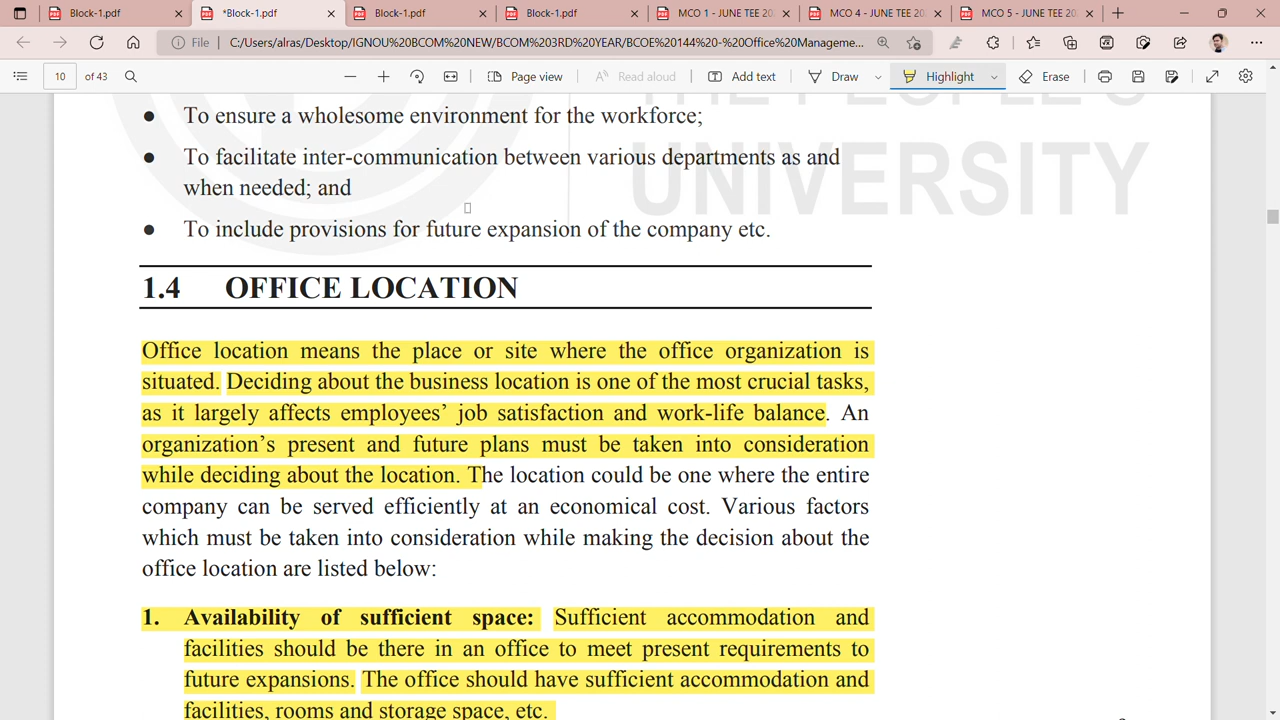 *Block-1.pdf
Block-1.pdf
Block-1.pdf
Block-1.pdf
MCO 1 - JUNE TEE 20
MCO 4 - JUNE TEE 20
MCO 5 - JUNE TEE 20
File
C:/Users/alras/Desktop/IGNOU%20BCOM%20NEW/BCOM%203RD%20YEAR/BCOE%20144%20-%20Office%20Manageme...
10 of 43
Page view
Read aloud
Add text
Draw
Highlight
Erase
UNIVERSITY
● To ensure a wholesome environment for the workforce;
● To facilitate inter-communication between various departments as and
when needed; and
● To include provisions for future expansion of the company etc.
1.4 OFFICE LOCATION
Office location means the place or site where the office organization is
situated. Deciding about the business location is one of the most crucial tasks,
as it largely affects employees’ job satisfaction and work-life balance. An
organization’s present and future plans must be taken into consideration
while deciding about the location. The location could be one where the entire
company can be served efficiently at an economical cost. Various factors
which must be taken into consideration while making the decision about the
office location are listed below:
1. Availability of sufficient space: Sufficient accommodation and
facilities should be there in an office to meet present requirements to
future expansions. The office should have sufficient accommodation and
facilities, rooms and storage space, etc.